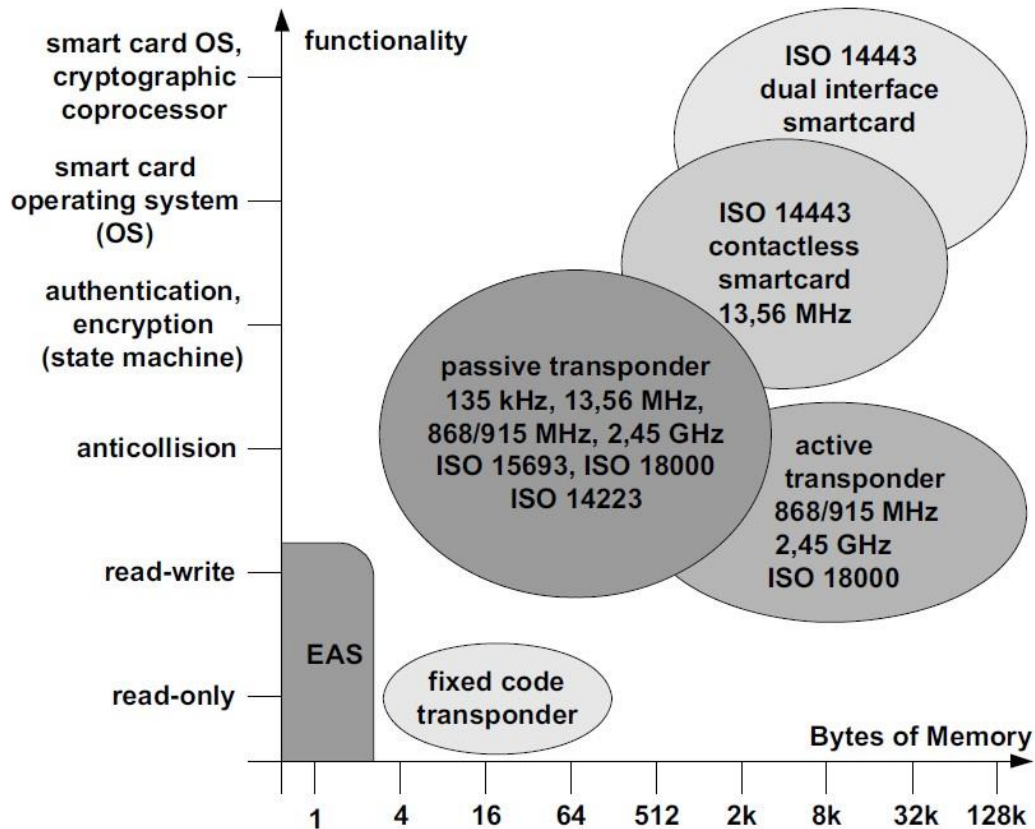 functionality
smart card OS,
cryptographic
coprocessor
smart card
operating system
(OS)
authentication,
encryption
(state machine)
anticollision
read-write
read-only
ISO 14443
dual interface
smartcard
ISO 14443
contactless
smartcard
13,56 MHz
passive transponder
135 kHz, 13,56 MHz,
868/915 MHz, 2,45 GHz
ISO 15693, ISO 18000
ISO 14223
active
transponder
868/915 MHz
2,45 GHz
ISO 18000
EAS
fixed code
transponder
Bytes of Memory
1 4 16 64 512 2k 8k 32k 128k